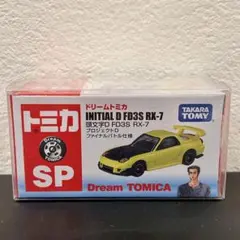 トミカ
ドリームトミカ
INITIAL D FD3S RX-7
頭文字D FD3S RX-7
プロジェクトD
ファイナルバトル仕様
TAKARA
TOMY
SP
Dream TOMICA